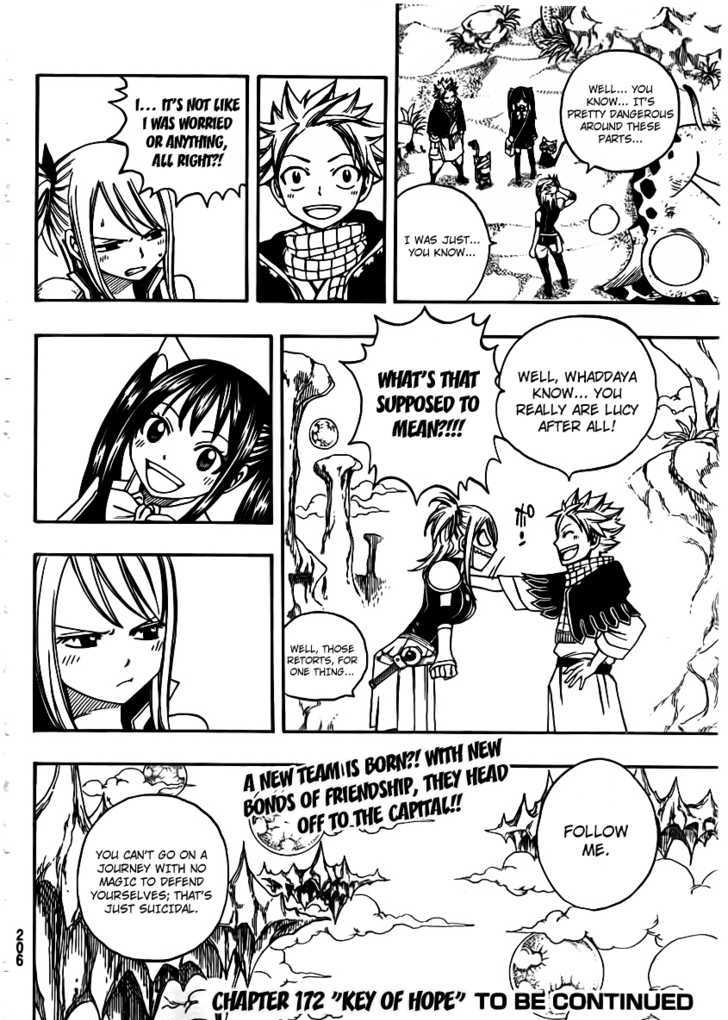 WELL... YOU
KNOW... IT'S
PRETTY DANGEROUS
AROUND THESE
PARTS...
I WAS JUST...
YOU KNOW...
I... IT'S NOT LIKE
I WAS WORRIED
OR ANYTHING,
ALL RIGHT?!
WELL, WHADDAYA
KNOW... YOU
REALLY ARE LUCY
AFTER ALL!
WHAT'S THAT
SUPPOSED TO
MEAN?!!!
WELL, THOSE
RETORTS, FOR
ONE THING...
A NEW TEAM IS BORN?! WITH NEW
BONDS OF FRIENDSHIP, THEY HEAD
OFF TO THE CAPITAL!!
FOLLOW
ME.
YOU CAN'T GO ON A
JOURNEY WITH NO
MAGIC TO DEFEND
YOURSELVES; THAT'S
JUST SUICIDAL.
206
CHAPTER 172 "KEY OF HOPE" TO BE CONTINUED